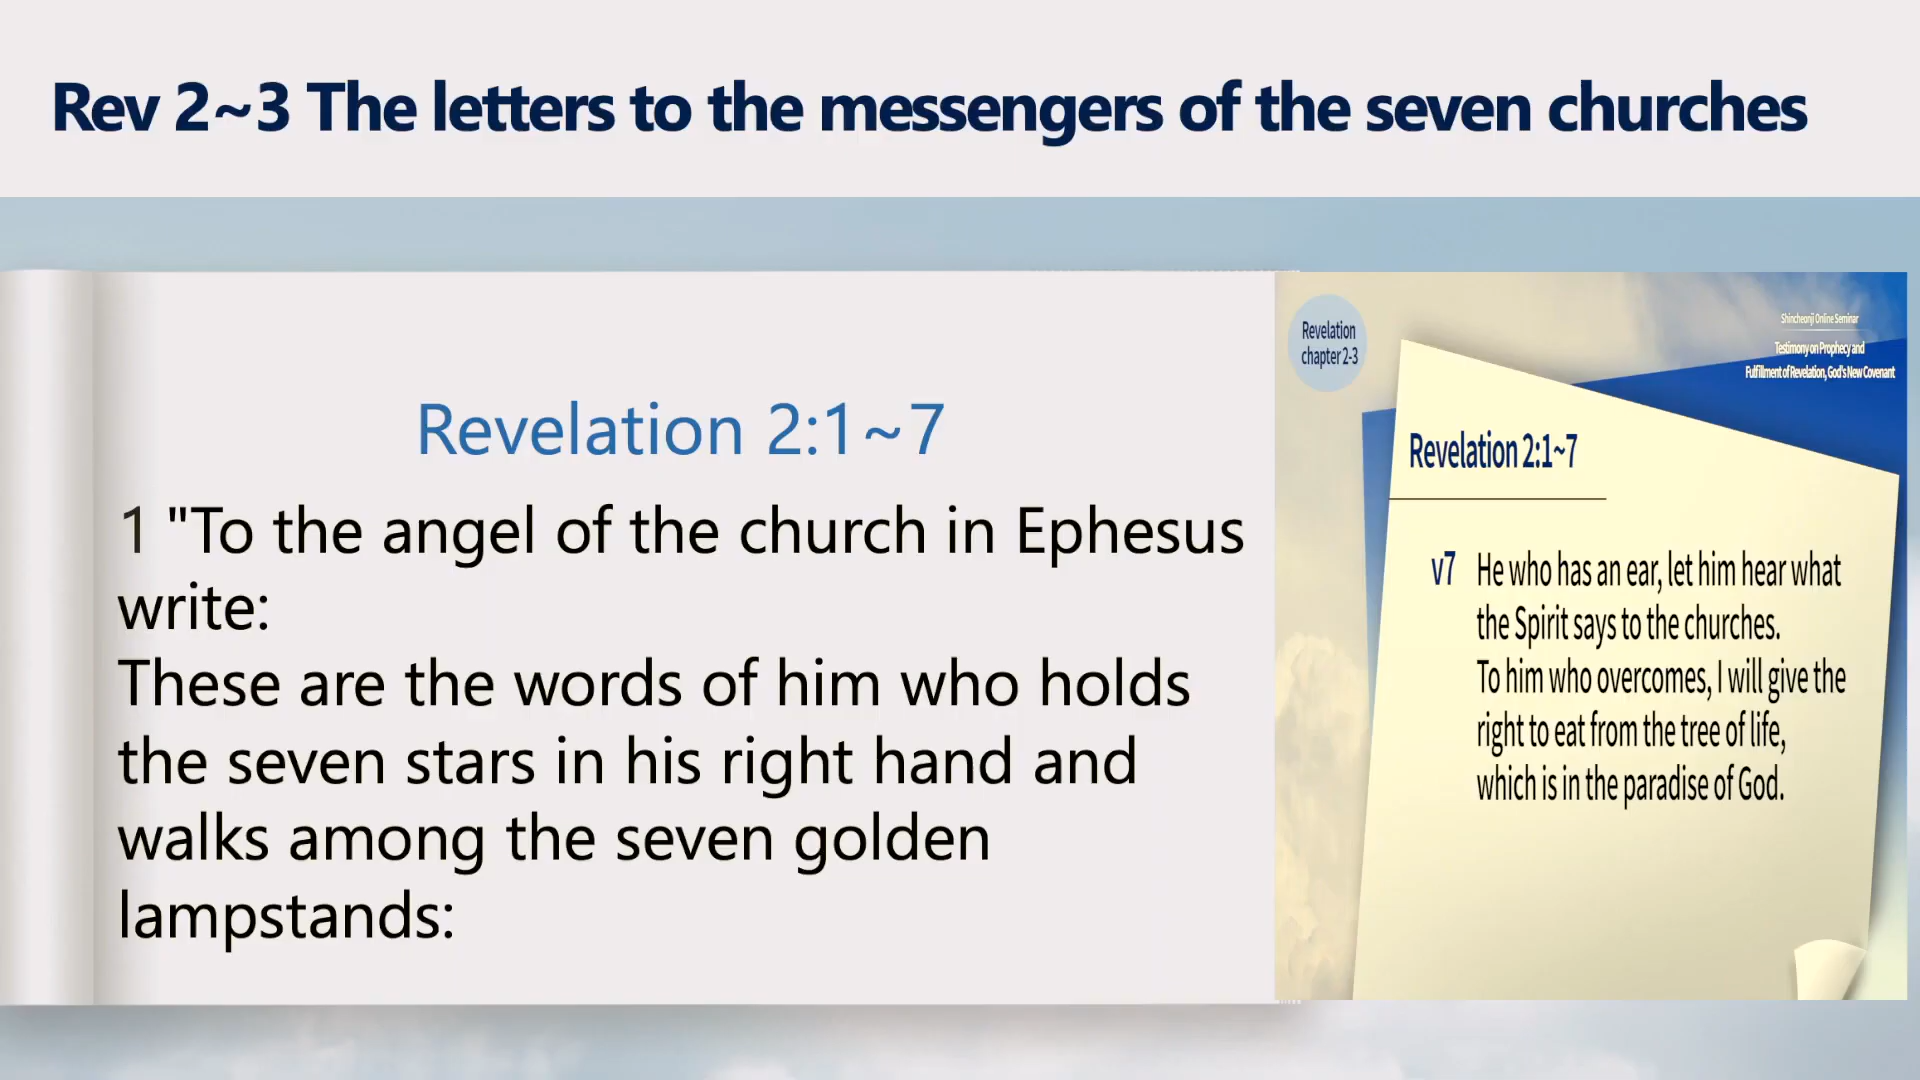 Rev 2~3 The letters to the messengers of the seven churches
Revelation 2:1~7
1 "To the angel of the church in Ephesus
write:
These are the words of him who holds
the seven stars in his right hand and
walks among the seven golden
lampstands:
Revelation
chapter 2-3
Shincheonji Online Seminar
Testimony on Prophecy and
Fulfillment of Revelation, God's New Covenant
Revelation 2:1~7
v7 He who has an ear, let him hear what
the Spirit says to the churches.
To him who overcomes, I will give the
right to eat from the tree of life,
which is in the paradise of God.